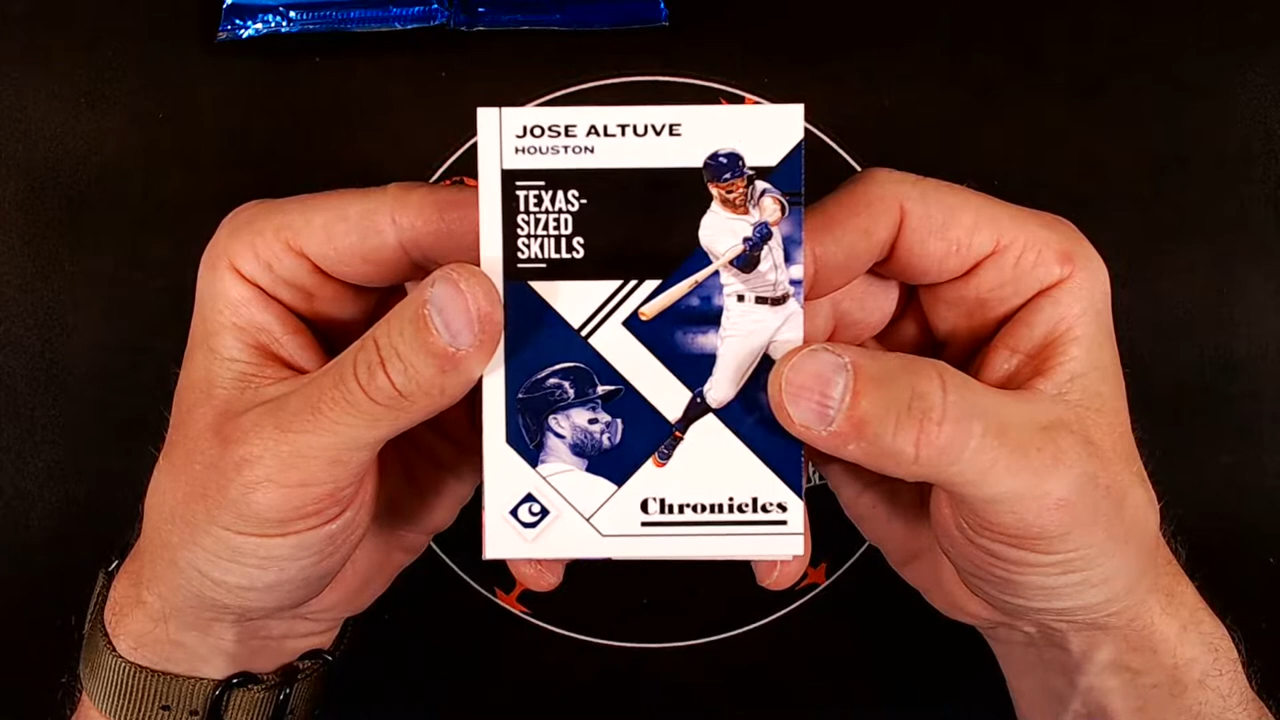 JOSE ALTUVE
HOUSTON
TEXAS-
SIZED
SKILLS
C
Chronicles